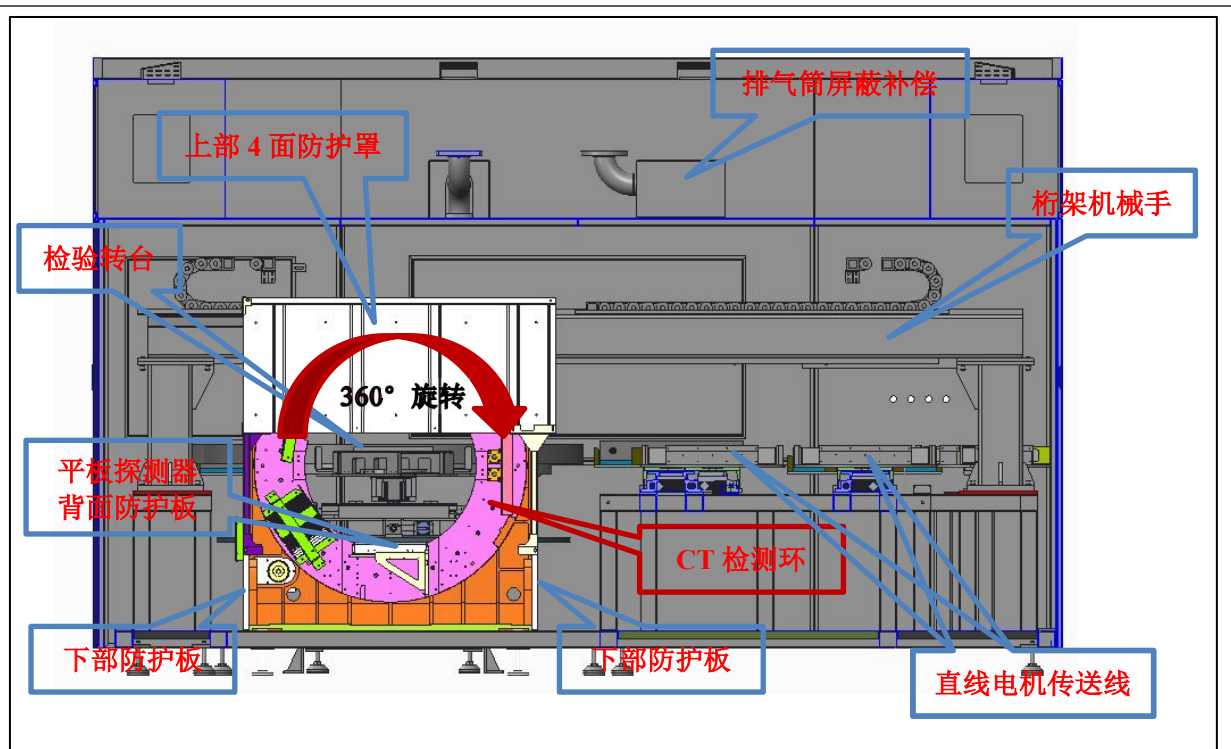 排气筒屏蔽补偿
上部 4 面防护罩
桁架机械手
检验转台
360° 旋转
平板探测器
背面防护板
CT 检测环
下部防护板
下部防护板
直线电机传送线